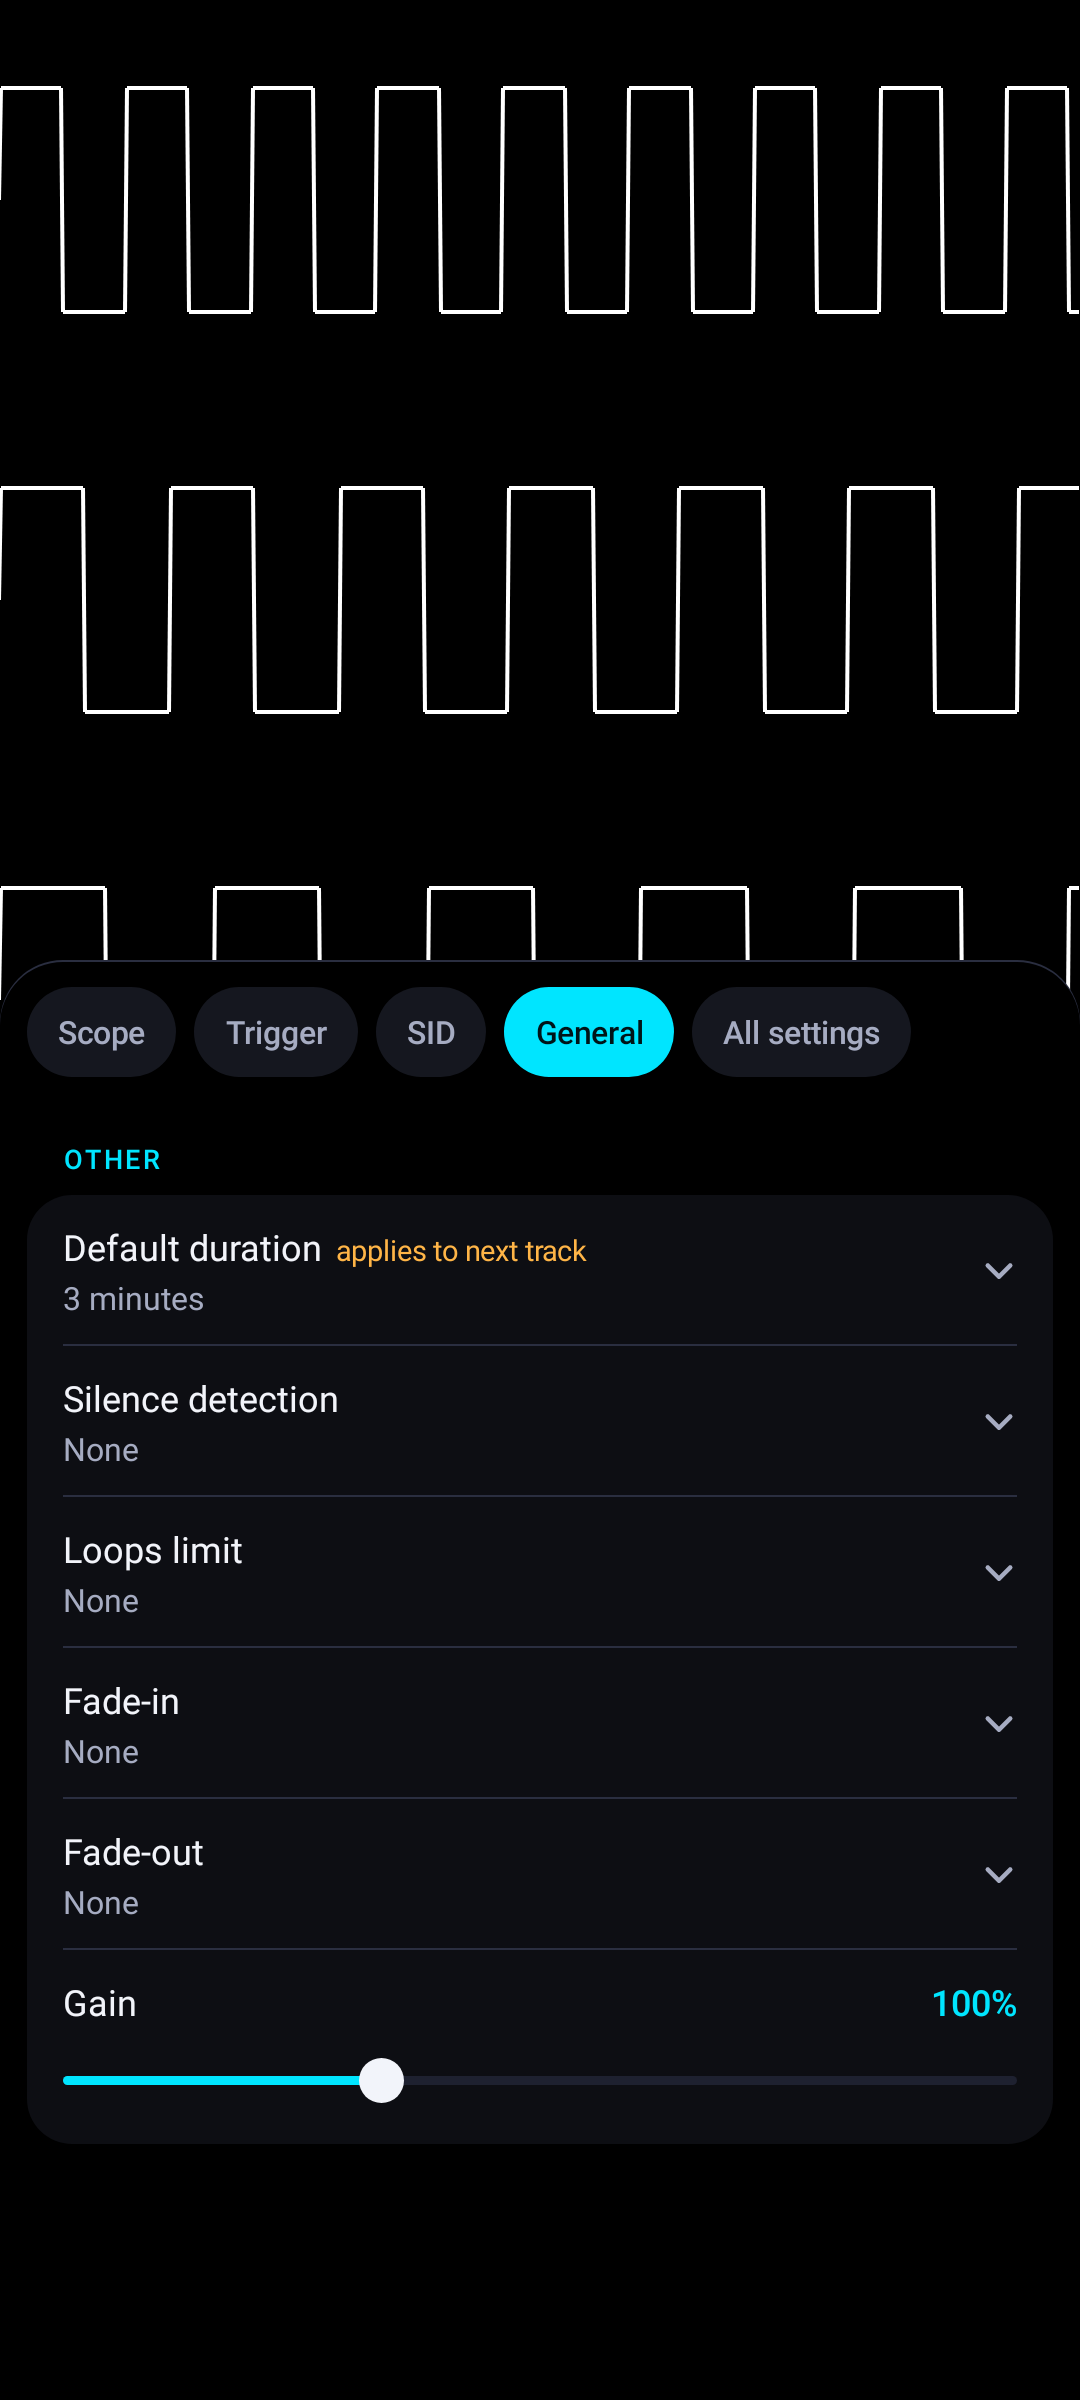 Scope Trigger SID General All settings
OTHER
Default duration applies to next track
3 minutes
Silence detection
None
Loops limit
None
Fade-in
None
Fade-out
None
Gain 100%